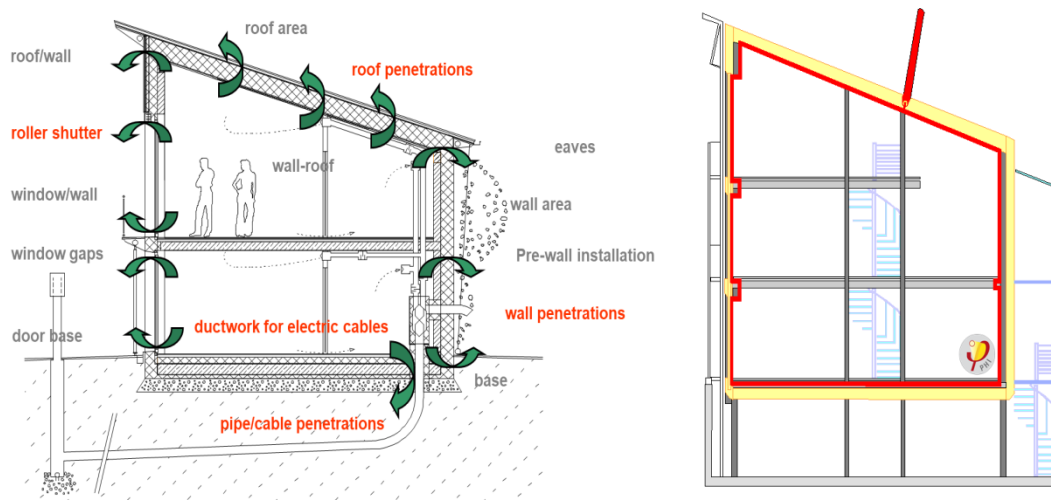 roof area
roof/wall
roof penetrations
roller shutter
eaves
wall-roof
window/wall
wall area
window gaps
Pre-wall installation
wall penetrations
ductwork for electric cables
door base
base
pipe/cable penetrations
PHI